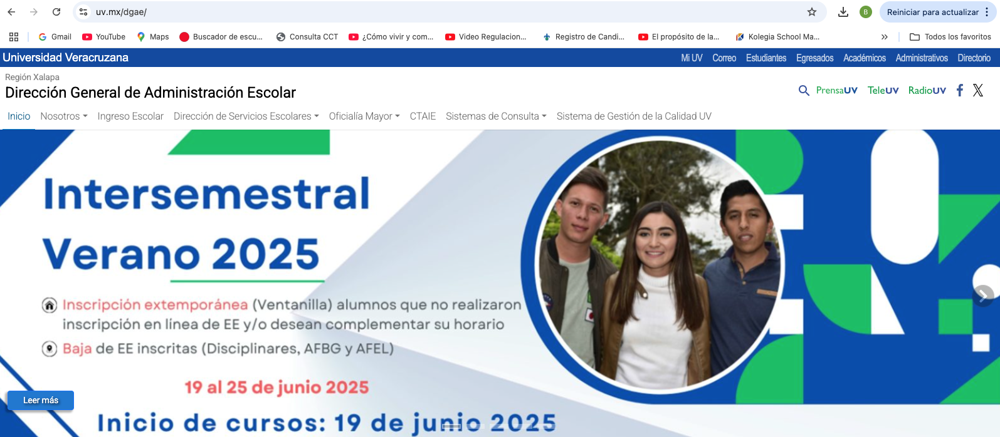 uv.mx/dgae/
B
Reiniciar para actualizar
Gmail
YouTube
Maps
Buscador de escu...
Consulta CCT
¿Cómo vivir y com...
Video Regulacion...
Registro de Candi...
El propósito de la...
Kolegia School Ma...
Todos los favoritos
Universidad Veracruzana
Mi UV
Correo
Estudiantes
Egresados
Académicos
Administrativos
Directorio
Región Xalapa
Dirección General de Administración Escolar
PrensaUV
TeleUV
RadioUV
Inicio
Nosotros
Ingreso Escolar
Dirección de Servicios Escolares
Oficialía Mayor
CTAIE
Sistemas de Consulta
Sistema de Gestión de la Calidad UV
Intersemestral
Verano 2025
Inscripción extemporánea (Ventanilla) alumnos que no realizaron
inscripción en línea de EE y/o desean complementar su horario
Baja de EE inscritas (Disciplinares, AFBG y AFEL)
19 al 25 de junio 2025
Leer más
Inicio de cursos: 19 de junio 2025